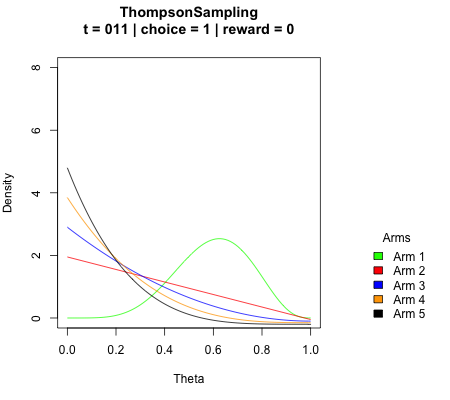 ThompsonSampling
t = 011 | choice = 1 | reward = 0
8
6
4
2
0
Density
0.0 0.2 0.4 0.6 0.8 1.0
Theta
Arms
Arm 1
Arm 2
Arm 3
Arm 4
Arm 5